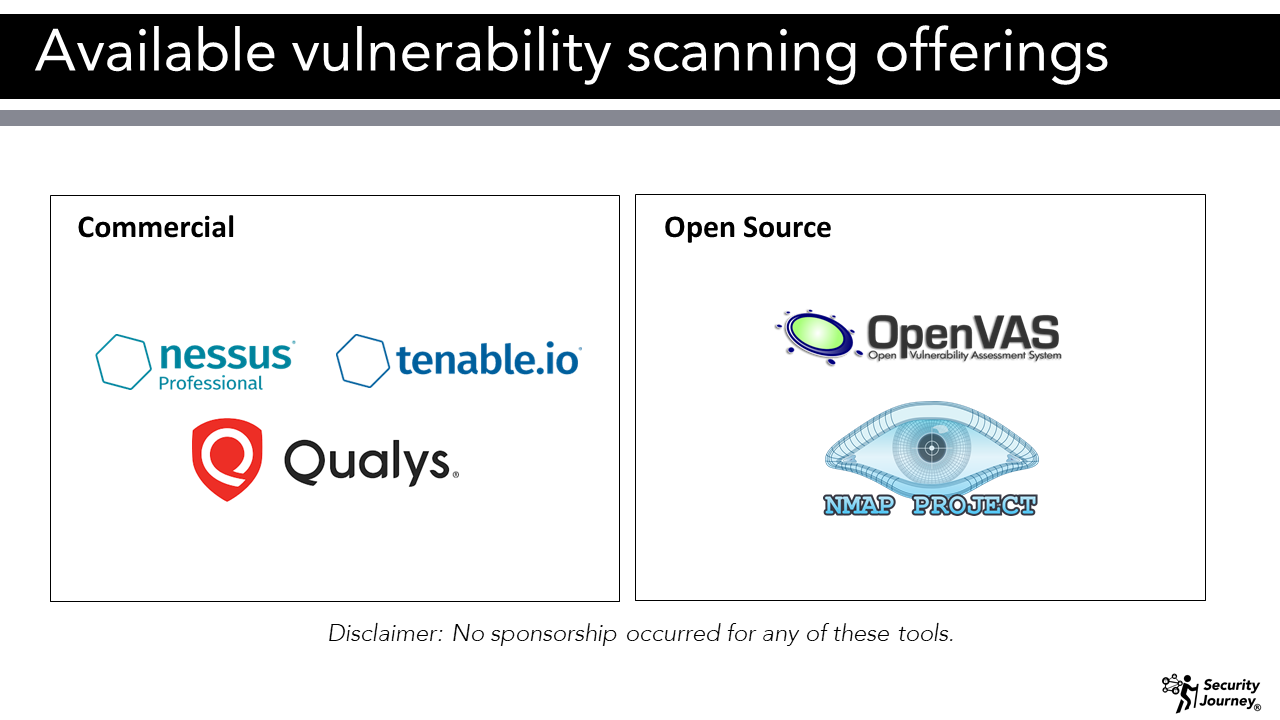 Available vulnerability scanning offerings
Commercial
nessus®
Professional
tenable.io®
Qualys®
Open Source
OpenVAS
Open Vulnerability Assessment System
NMAP PROJECT
Disclaimer: No sponsorship occurred for any of these tools.
Security
Journey®